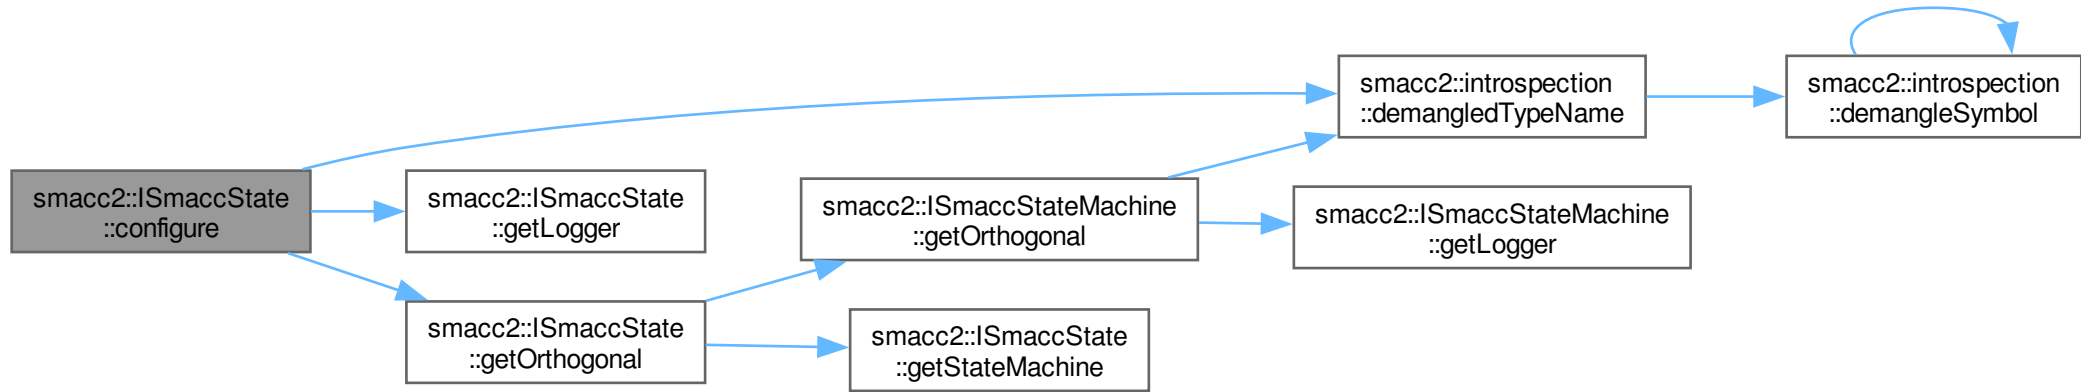 smacc2::ISmaccState
::configure
smacc2::ISmaccState
::getLogger
smacc2::ISmaccState
::getOrthogonal
smacc2::ISmaccStateMachine
::getOrthogonal
smacc2::ISmaccState
::getStateMachine
smacc2::introspection
::demangledTypeName
smacc2::ISmaccStateMachine
::getLogger
smacc2::introspection
::demangleSymbol